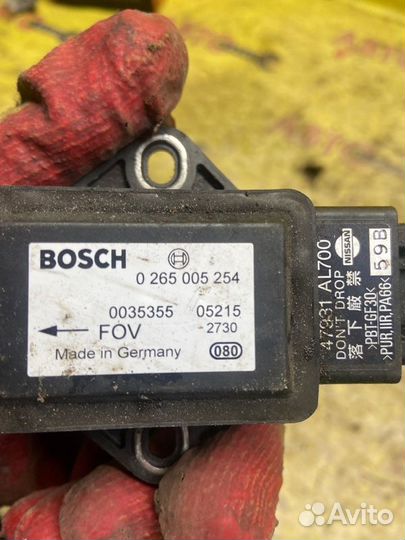 BOSCH
0 265 005 254
0035355 05215
FOV 2730
Made in Germany 080
47931 AL700
DON'T DROP
落下厳禁
>PBT-GF30<
>PUR,IIR,PA66<
NISSAN
59B
Avito